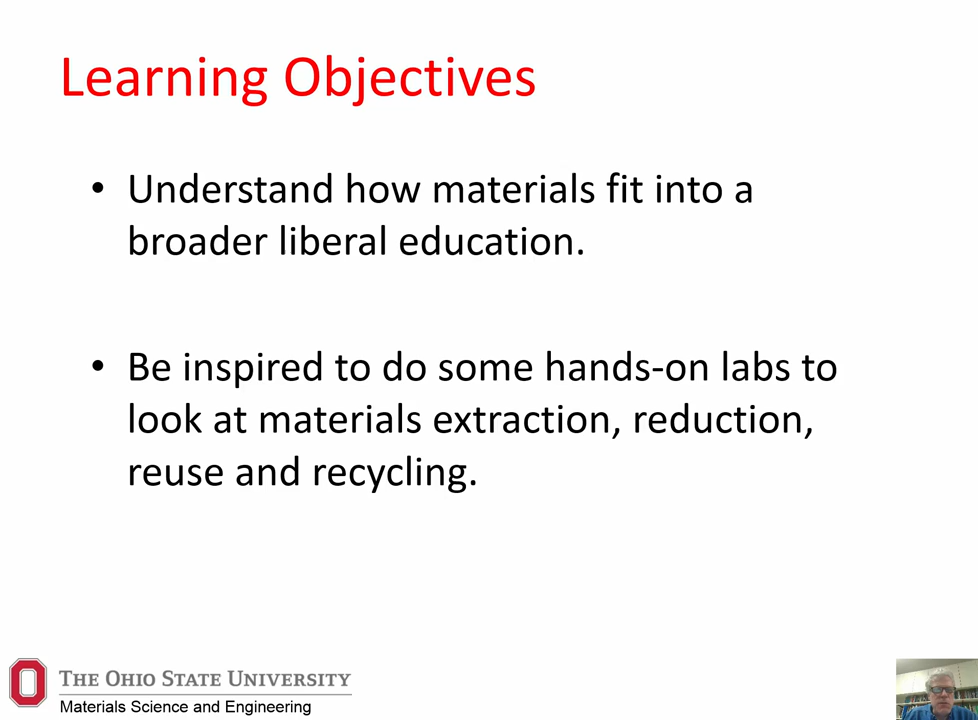 Learning Objectives
• Understand how materials fit into a
broader liberal education.
• Be inspired to do some hands-on labs to
look at materials extraction, reduction,
reuse and recycling.
THE OHIO STATE UNIVERSITY
Materials Science and Engineering